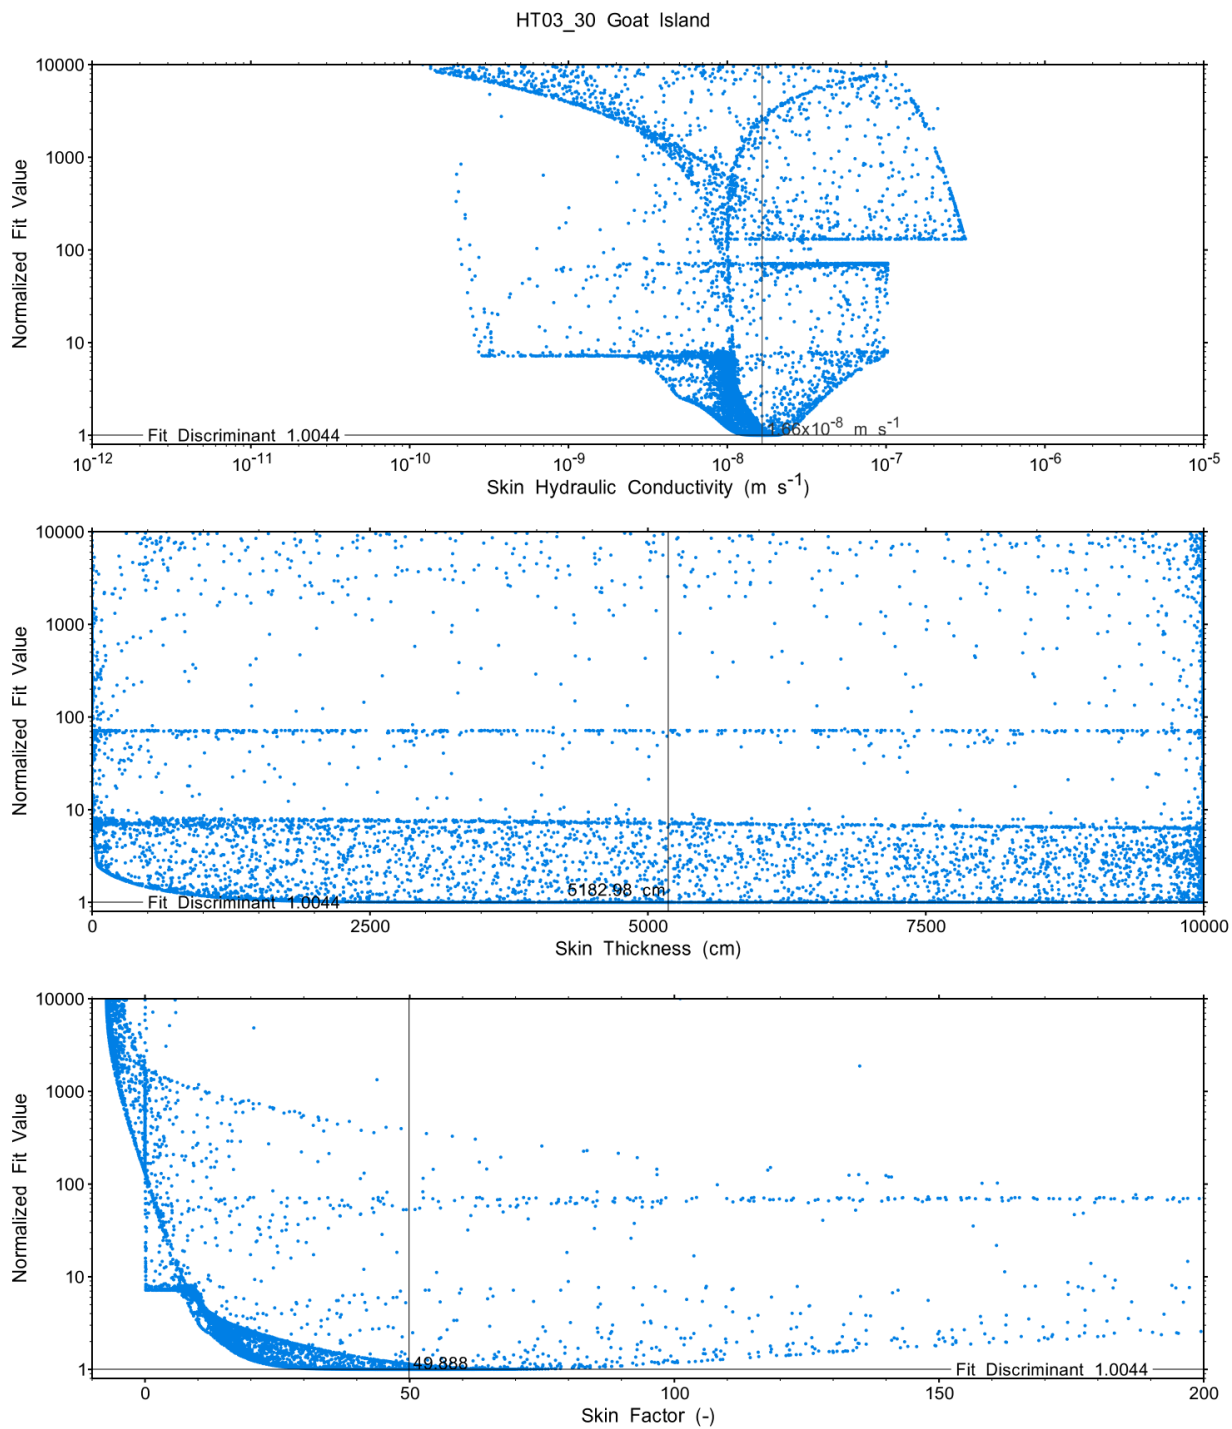 HT03_30 Goat Island
10000
1000
100
10
1
Normalized Fit Value
Fit Discriminant 1.0044
1.66x10⁻⁸ m s⁻¹
10⁻¹² 10⁻¹¹ 10⁻¹⁰ 10⁻⁹ 10⁻⁸ 10⁻⁷ 10⁻⁶ 10⁻⁵
Skin Hydraulic Conductivity (m s⁻¹)
10000
1000
100
10
1
Normalized Fit Value
5182.98 cm
Fit Discriminant 1.0044
0 2500 5000 7500 10000
Skin Thickness (cm)
10000
1000
100
10
1
Normalized Fit Value
49.888
Fit Discriminant 1.0044
0 50 100 150 200
Skin Factor (-)